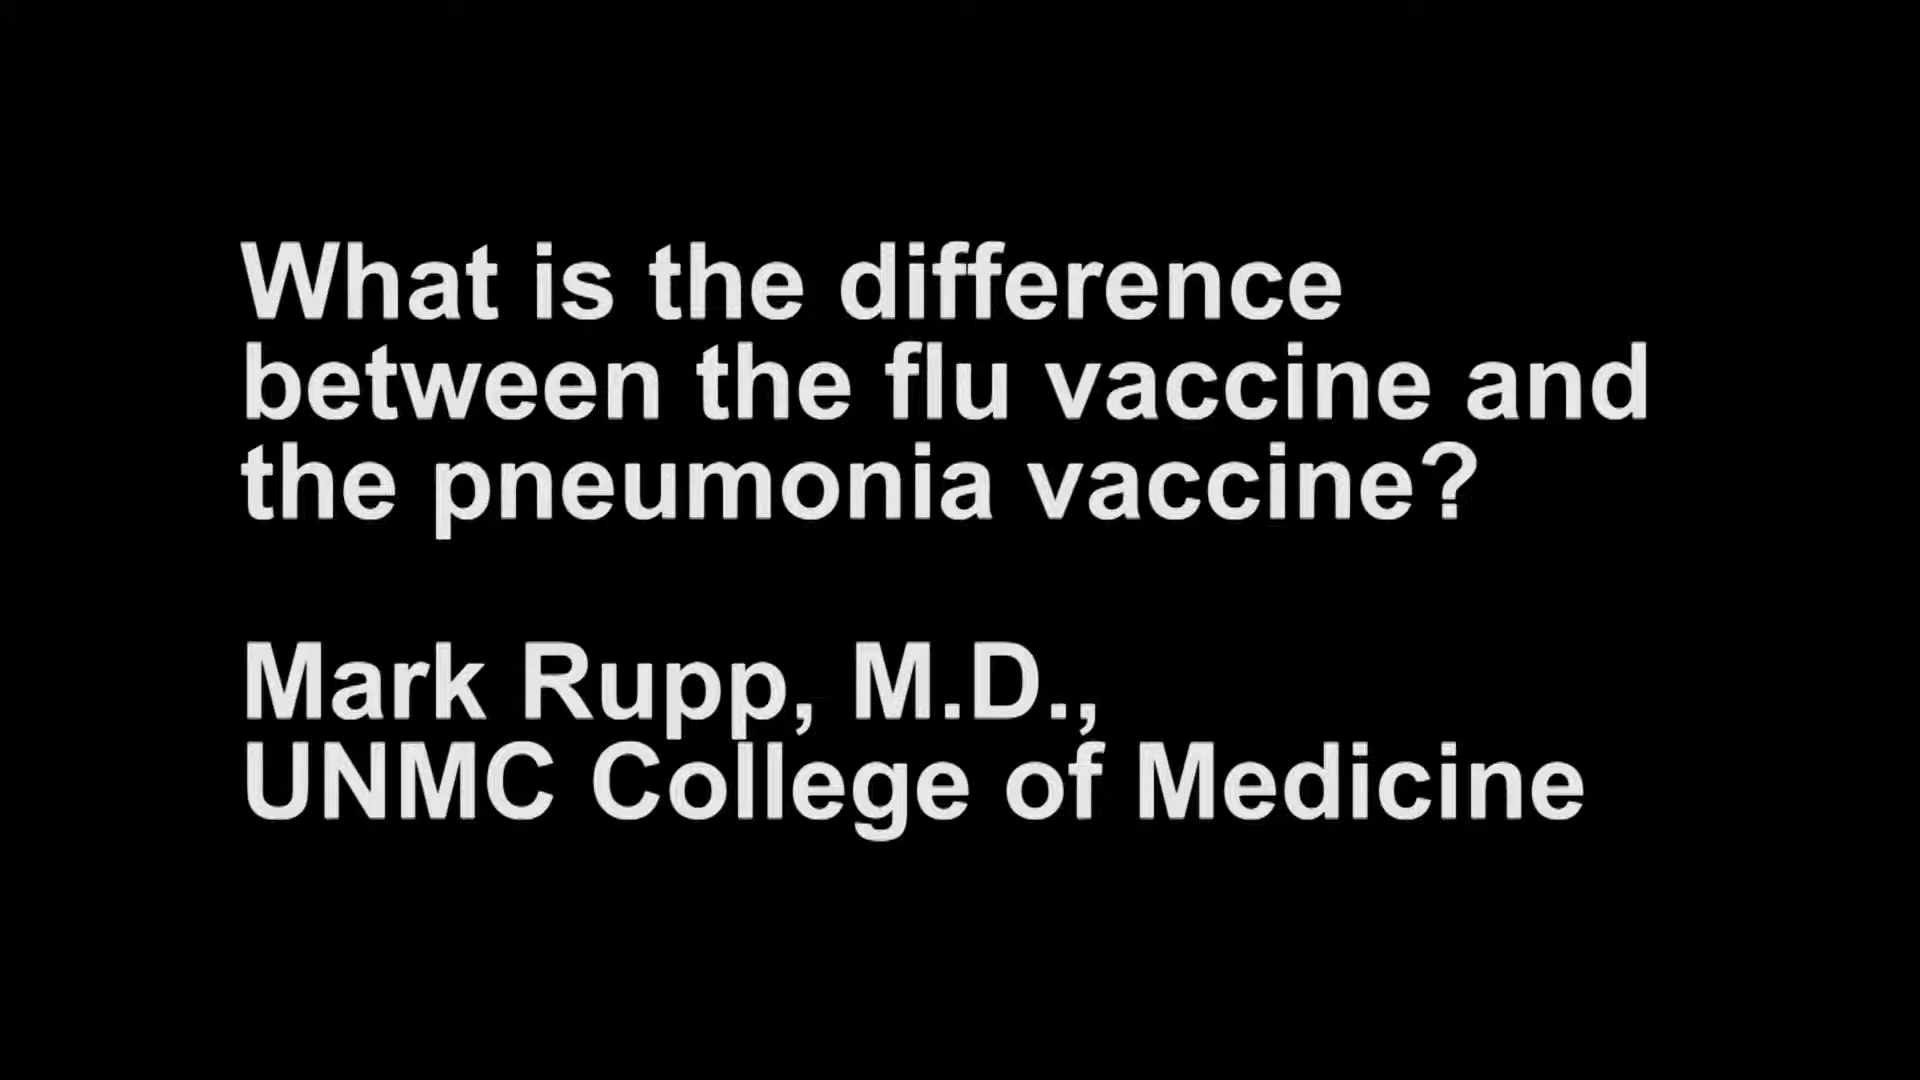 What is the difference
between the flu vaccine and
the pneumonia vaccine?
Mark Rupp, M.D.,
UNMC College of Medicine